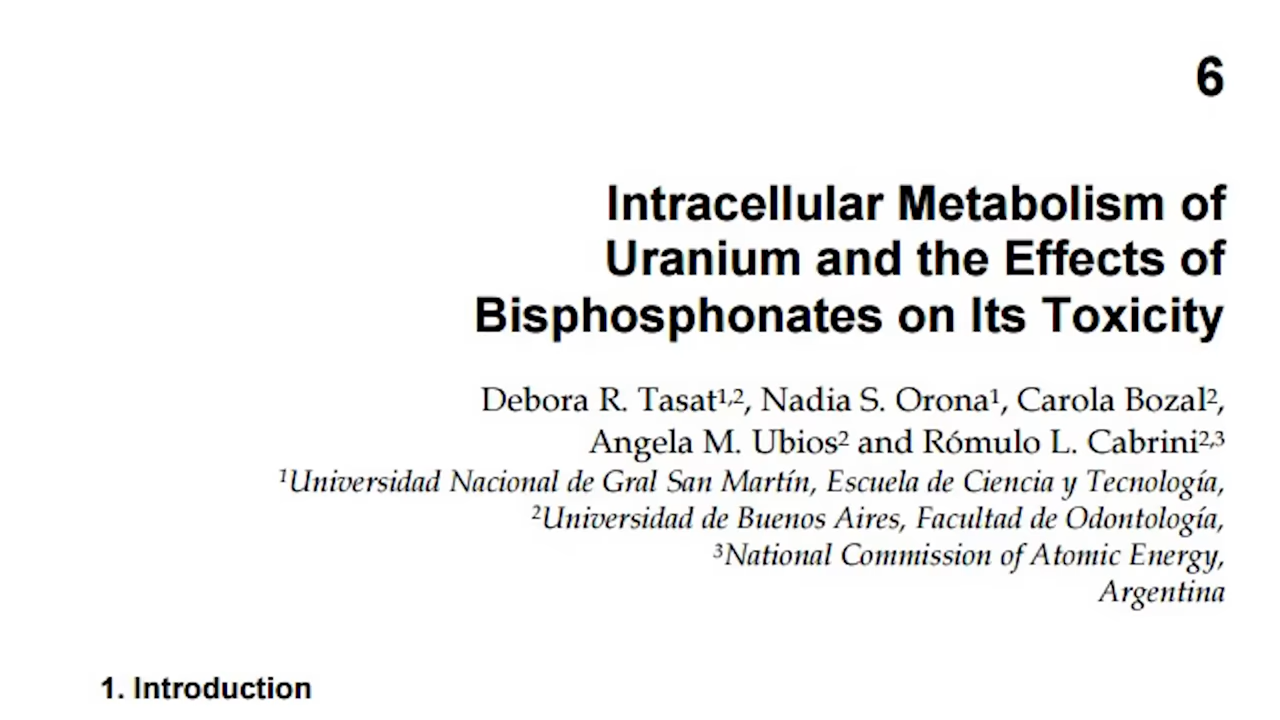 6
Intracellular Metabolism of
Uranium and the Effects of
Bisphosphonates on Its Toxicity
Debora R. Tasat¹,², Nadia S. Orona¹, Carola Bozal²,
Angela M. Ubios² and Rómulo L. Cabrini²,³
¹Universidad Nacional de Gral San Martín, Escuela de Ciencia y Tecnología,
²Universidad de Buenos Aires, Facultad de Odontología,
³National Commission of Atomic Energy,
Argentina
1. Introduction